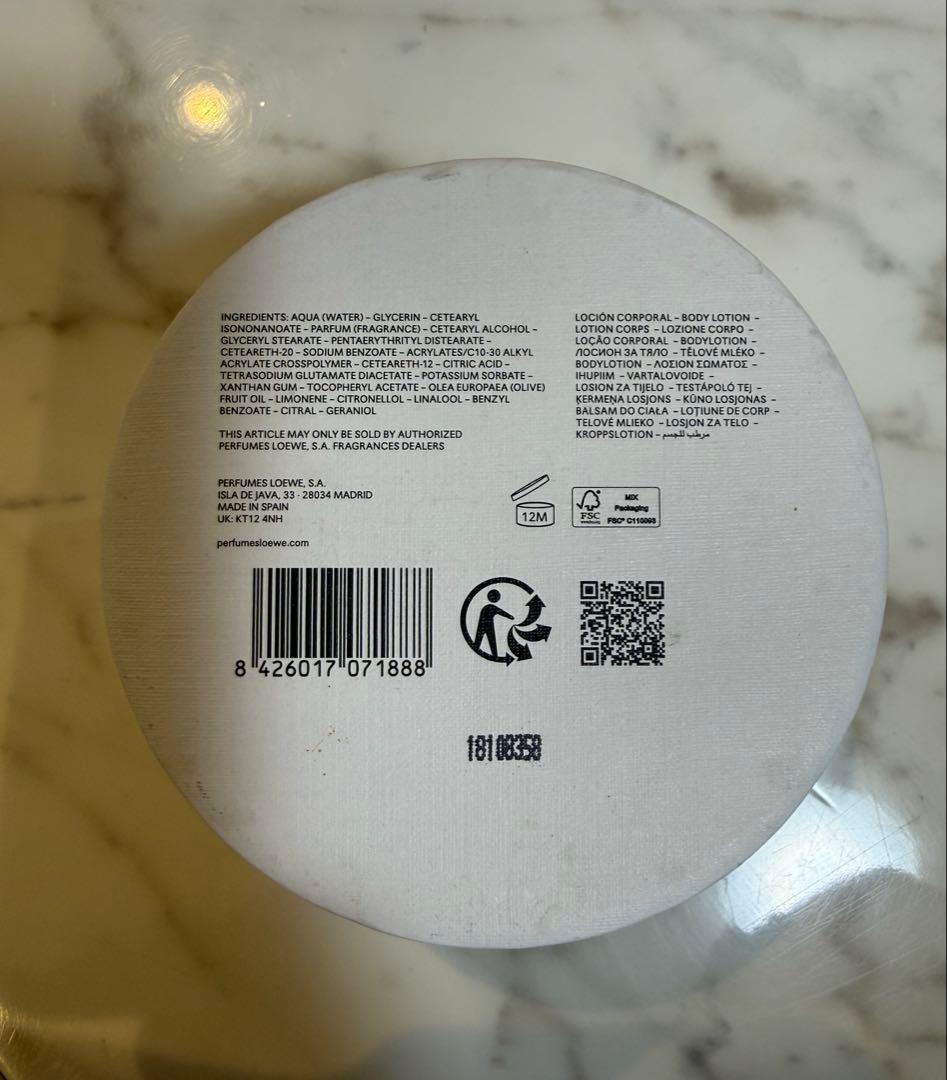 INGREDIENTS: AQUA (WATER) – GLYCERIN – CETEARYL
ISONONANOATE – PARFUM (FRAGRANCE) – CETEARYL ALCOHOL –
GLYCERYL STEARATE – PENTAERYTHRITYL DISTEARATE –
CETEARETH-20 – SODIUM BENZOATE – ACRYLATES/C10-30 ALKYL
ACRYLATE CROSSPOLYMER – CETEARETH-12 – CITRIC ACID –
TETRASODIUM GLUTAMATE DIACETATE – POTASSIUM SORBATE –
XANTHAN GUM – TOCOPHERYL ACETATE – OLEA EUROPAEA (OLIVE)
FRUIT OIL – LIMONENE – CITRONELLOL – LINALOOL – BENZYL
BENZOATE – CITRAL – GERANIOL
THIS ARTICLE MAY ONLY BE SOLD BY AUTHORIZED
PERFUMES LOEWE, S.A. FRAGRANCES DEALERS
PERFUMES LOEWE, S.A.
ISLA DE JAVA, 33 · 28034 MADRID
MADE IN SPAIN
UK: KT12 4NH
perfumesloewe.com
LOCIÓN CORPORAL – BODY LOTION –
LOTION CORPS – LOZIONE CORPO –
LOÇÃO CORPORAL – BODYLOTION –
ЛОСИОН ЗА ТЯЛО – TĚLOVÉ MLÉKO –
BODYLOTION – ΛΟΣΙΟΝ ΣΩΜΑΤΟΣ –
IHUPIIM – VARTALOVOIDE –
LOSION ZA TIJELO – TESTÁPOLÓ TEJ –
ĶERMEŅA LOSJONS – KŪNO LOSJONAS –
BALSAM DO CIAŁA – LOȚIUNE DE CORP –
TELOVÉ MLIEKO – LOSJON ZA TELO –
KROPPSLOTION – مرطب للجسم
12M
FSC
MIX
Packaging
FSC® C110098
8 426017 071888
18108358